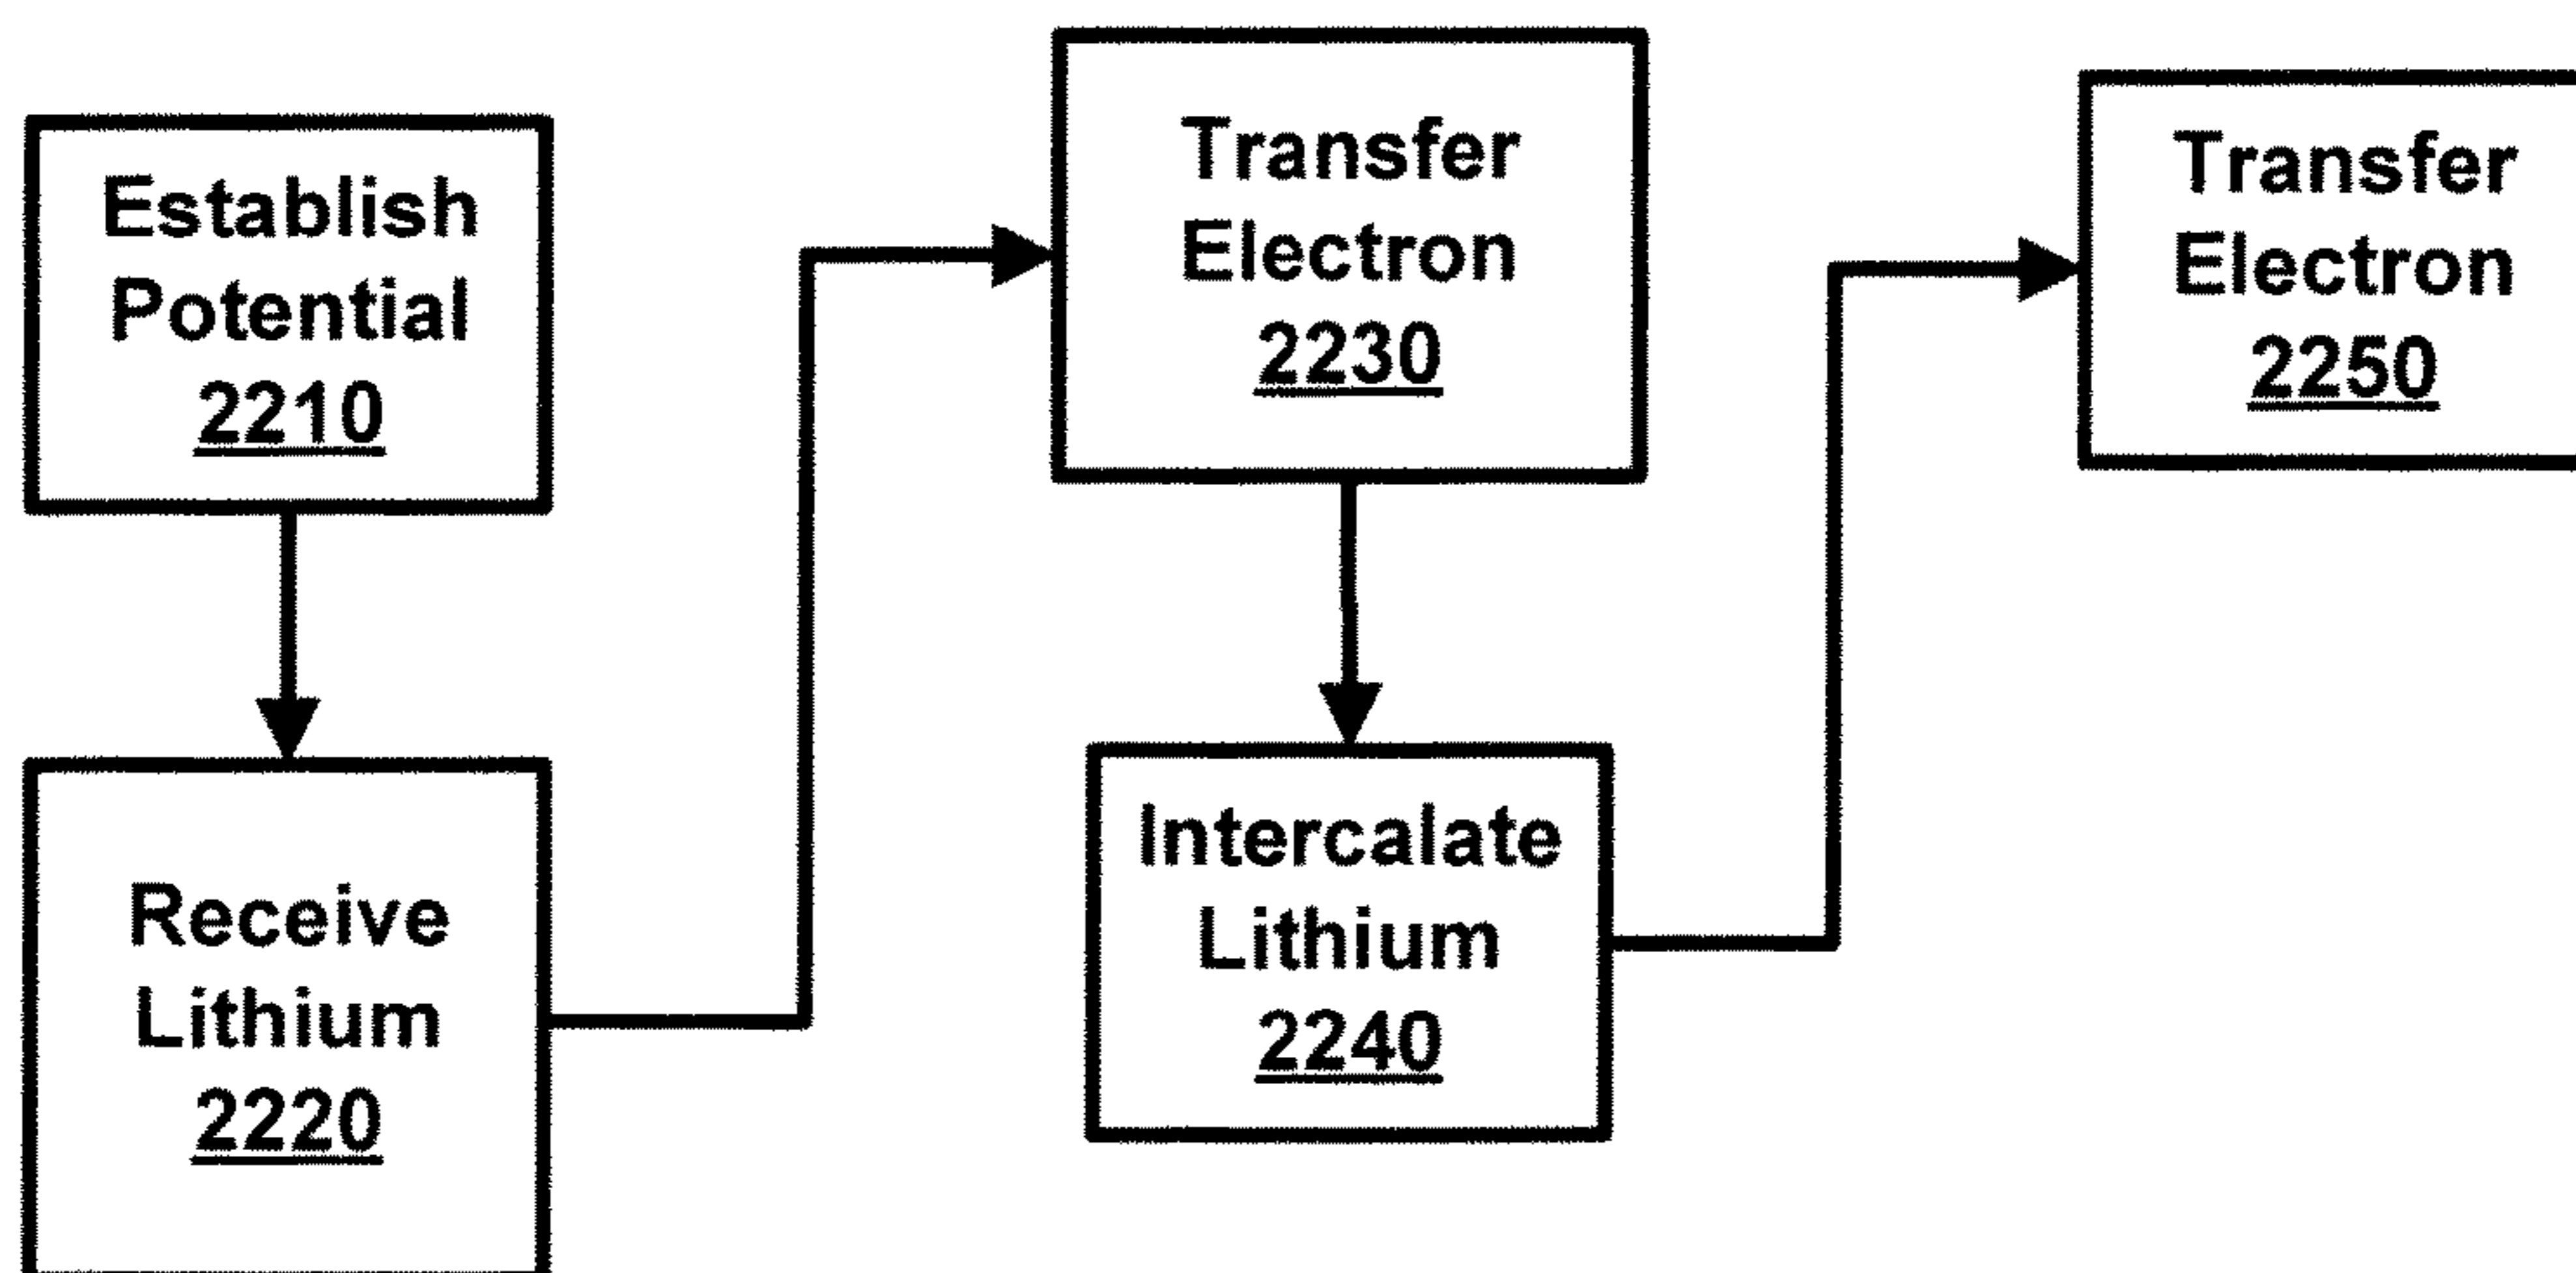 Establish
Potential
2210
Receive
Lithium
2220
Transfer
Electron
2230
Intercalate
Lithium
2240
Transfer
Electron
2250